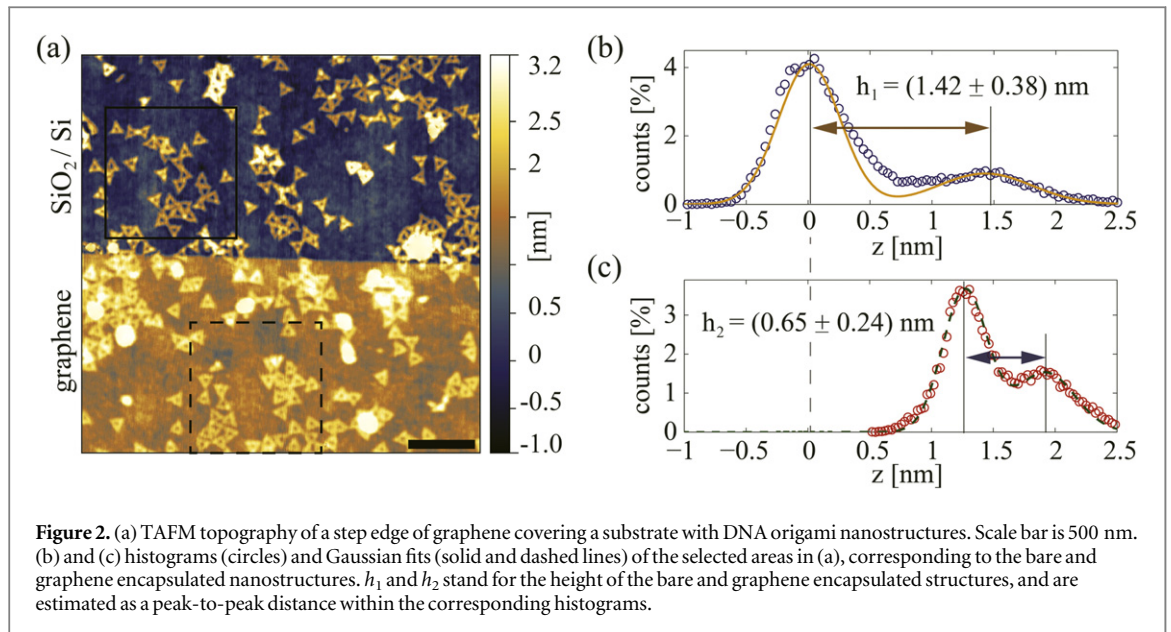 (a)
SiO₂ / Si
graphene
3.2
2.5
2
[nm]
0.5
0
-0.5
-1.0
(b)
counts [%]
4
2
0
h₁ = (1.42 ± 0.38) nm
−1
−0.5
0
0.5
1
1.5
2
2.5
z [nm]
(c)
counts [%]
3
2
1
0
h₂ = (0.65 ± 0.24) nm
−1
−0.5
0
0.5
1
1.5
2
2.5
z [nm]
Figure 2. (a) TAFM topography of a step edge of graphene covering a substrate with DNA origami nanostructures. Scale bar is 500 nm.
(b) and (c) histograms (circles) and Gaussian fits (solid and dashed lines) of the selected areas in (a), corresponding to the bare and
graphene encapsulated nanostructures. h₁ and h₂ stand for the height of the bare and graphene encapsulated structures, and are
estimated as a peak-to-peak distance within the corresponding histograms.